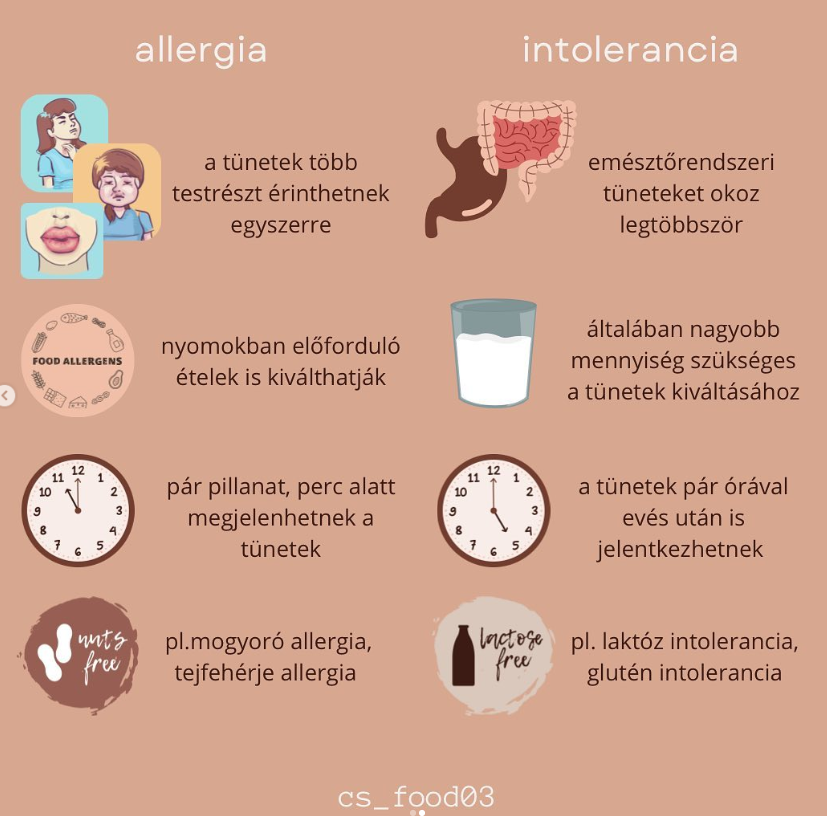 allergia
intolerancia
a tünetek több
testrészt érinthetnek
egyszerre
emésztőrendszeri
tüneteket okoz
legtöbbször
FOOD ALLERGENS
nyomokban előforduló
ételek is kiválthatják
általában nagyobb
mennyiség szükséges
a tünetek kiváltásához
12
1
2
3
4
5
6
7
8
9
10
11
pár pillanat, perc alatt
megjelenhetnek a
tünetek
12
1
2
3
4
5
6
7
8
9
10
11
a tünetek pár órával
evés után is
jelentkezhetnek
nuts
free
pl.mogyoró allergia,
tejfehérje allergia
lactose
free
pl. laktóz intolerancia,
glutén intolerancia
cs_food03